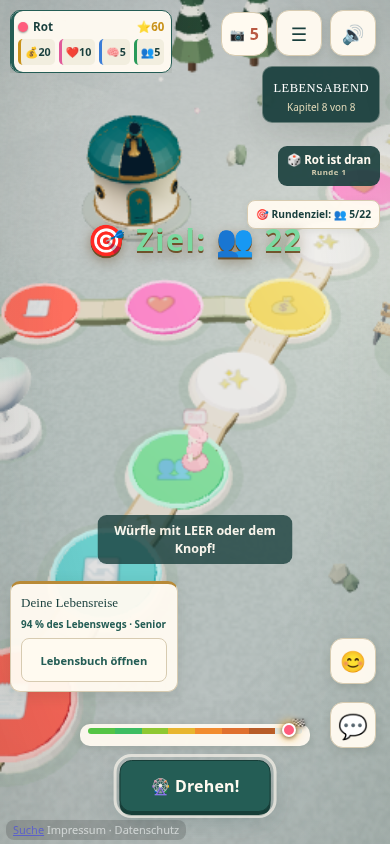 Rot ⭐60
💰20 ❤️10 🧠5 👥5
📷 5
LEBENSABEND
Kapitel 8 von 8
🎲 Rot ist dran
Runde 1
🎯 Rundenziel: 👥 5/22
🎯 Ziel: 👥 22
Würfle mit LEER oder dem
Knopf!
Deine Lebensreise
94 % des Lebenswegs · Senior
Lebensbuch öffnen
🎡 Drehen!
Suche Impressum · Datenschutz